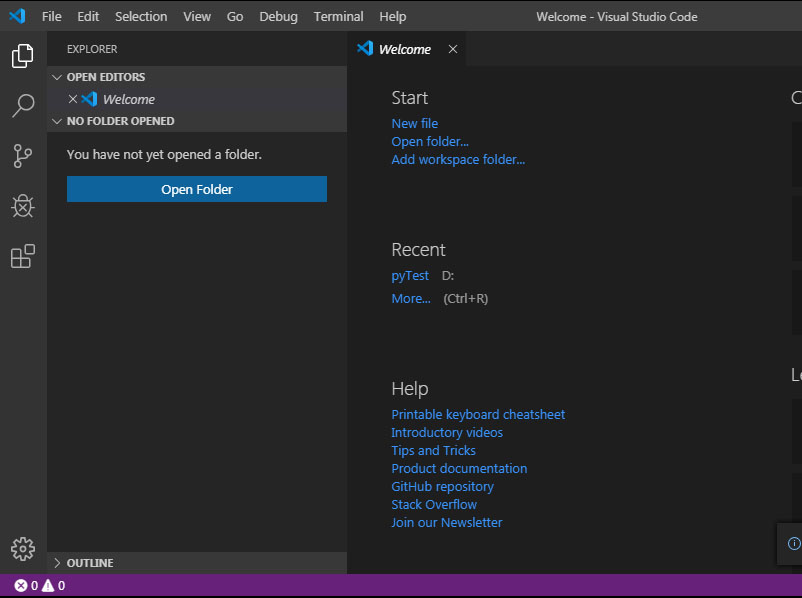 File Edit Selection View Go Debug Terminal Help Welcome - Visual Studio Code
EXPLORER
OPEN EDITORS
Welcome
NO FOLDER OPENED
You have not yet opened a folder.
Open Folder
OUTLINE
Welcome
Start
New file
Open folder...
Add workspace folder...
Recent
pyTest D:
More... (Ctrl+R)
Help
Printable keyboard cheatsheet
Introductory videos
Tips and Tricks
Product documentation
GitHub repository
Stack Overflow
Join our Newsletter
0 0